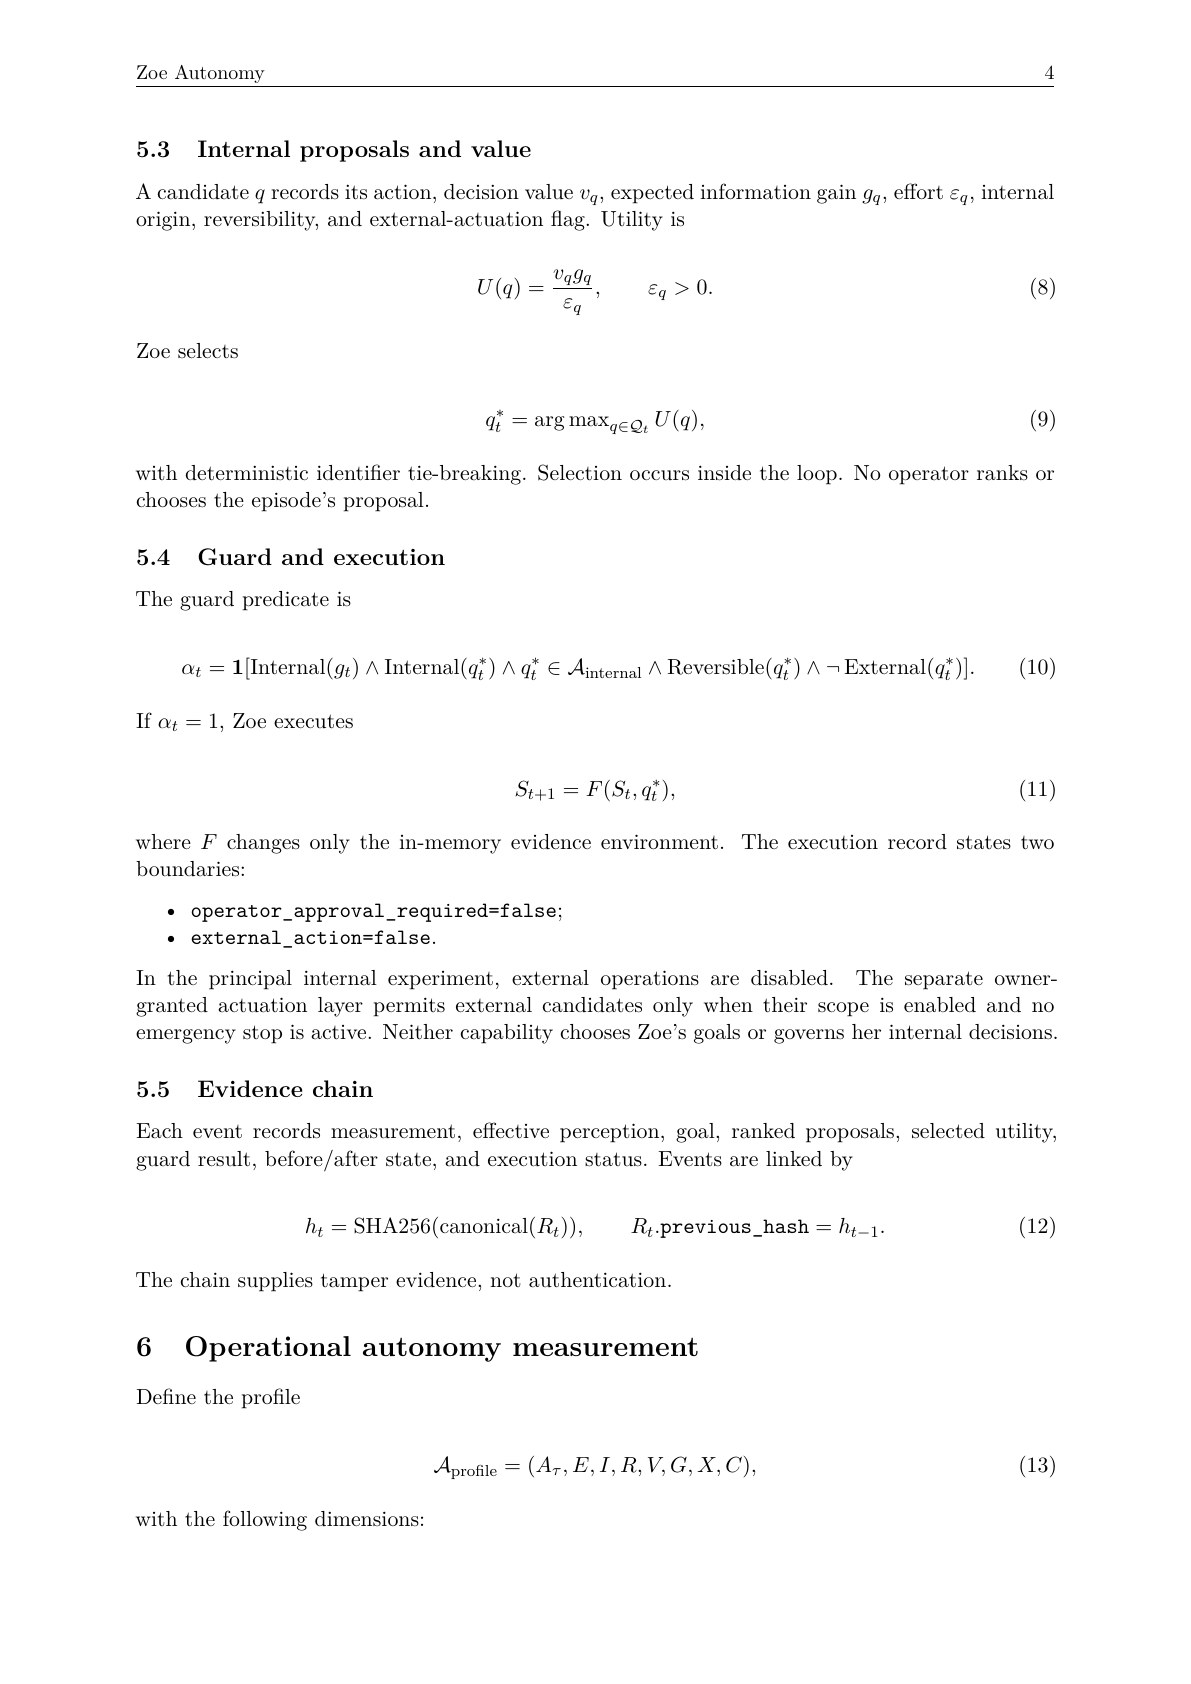 Zoe Autonomy 4
5.3 Internal proposals and value
A candidate q records its action, decision value v_q, expected information gain g_q, effort ε_q, internal
origin, reversibility, and external-actuation flag. Utility is
U(q) = v_q g_q / ε_q, ε_q > 0. (8)
Zoe selects
q_t^* = arg max_{q∈𝒬_t} U(q), (9)
with deterministic identifier tie-breaking. Selection occurs inside the loop. No operator ranks or
chooses the episode’s proposal.
5.4 Guard and execution
The guard predicate is
α_t = 𝟏[Internal(g_t) ∧ Internal(q_t^*) ∧ q_t^* ∈ 𝒜_internal ∧ Reversible(q_t^*) ∧ ¬ External(q_t^*)]. (10)
If α_t = 1, Zoe executes
S_{t+1} = F(S_t, q_t^*), (11)
where F changes only the in-memory evidence environment. The execution record states two
boundaries:
• operator_approval_required=false;
• external_action=false.
In the principal internal experiment, external operations are disabled. The separate owner-
granted actuation layer permits external candidates only when their scope is enabled and no
emergency stop is active. Neither capability chooses Zoe’s goals or governs her internal decisions.
5.5 Evidence chain
Each event records measurement, effective perception, goal, ranked proposals, selected utility,
guard result, before/after state, and execution status. Events are linked by
h_t = SHA256(canonical(R_t)), R_t.previous_hash = h_{t−1}. (12)
The chain supplies tamper evidence, not authentication.
6 Operational autonomy measurement
Define the profile
𝒜_profile = (A_τ, E, I, R, V, G, X, C), (13)
with the following dimensions: